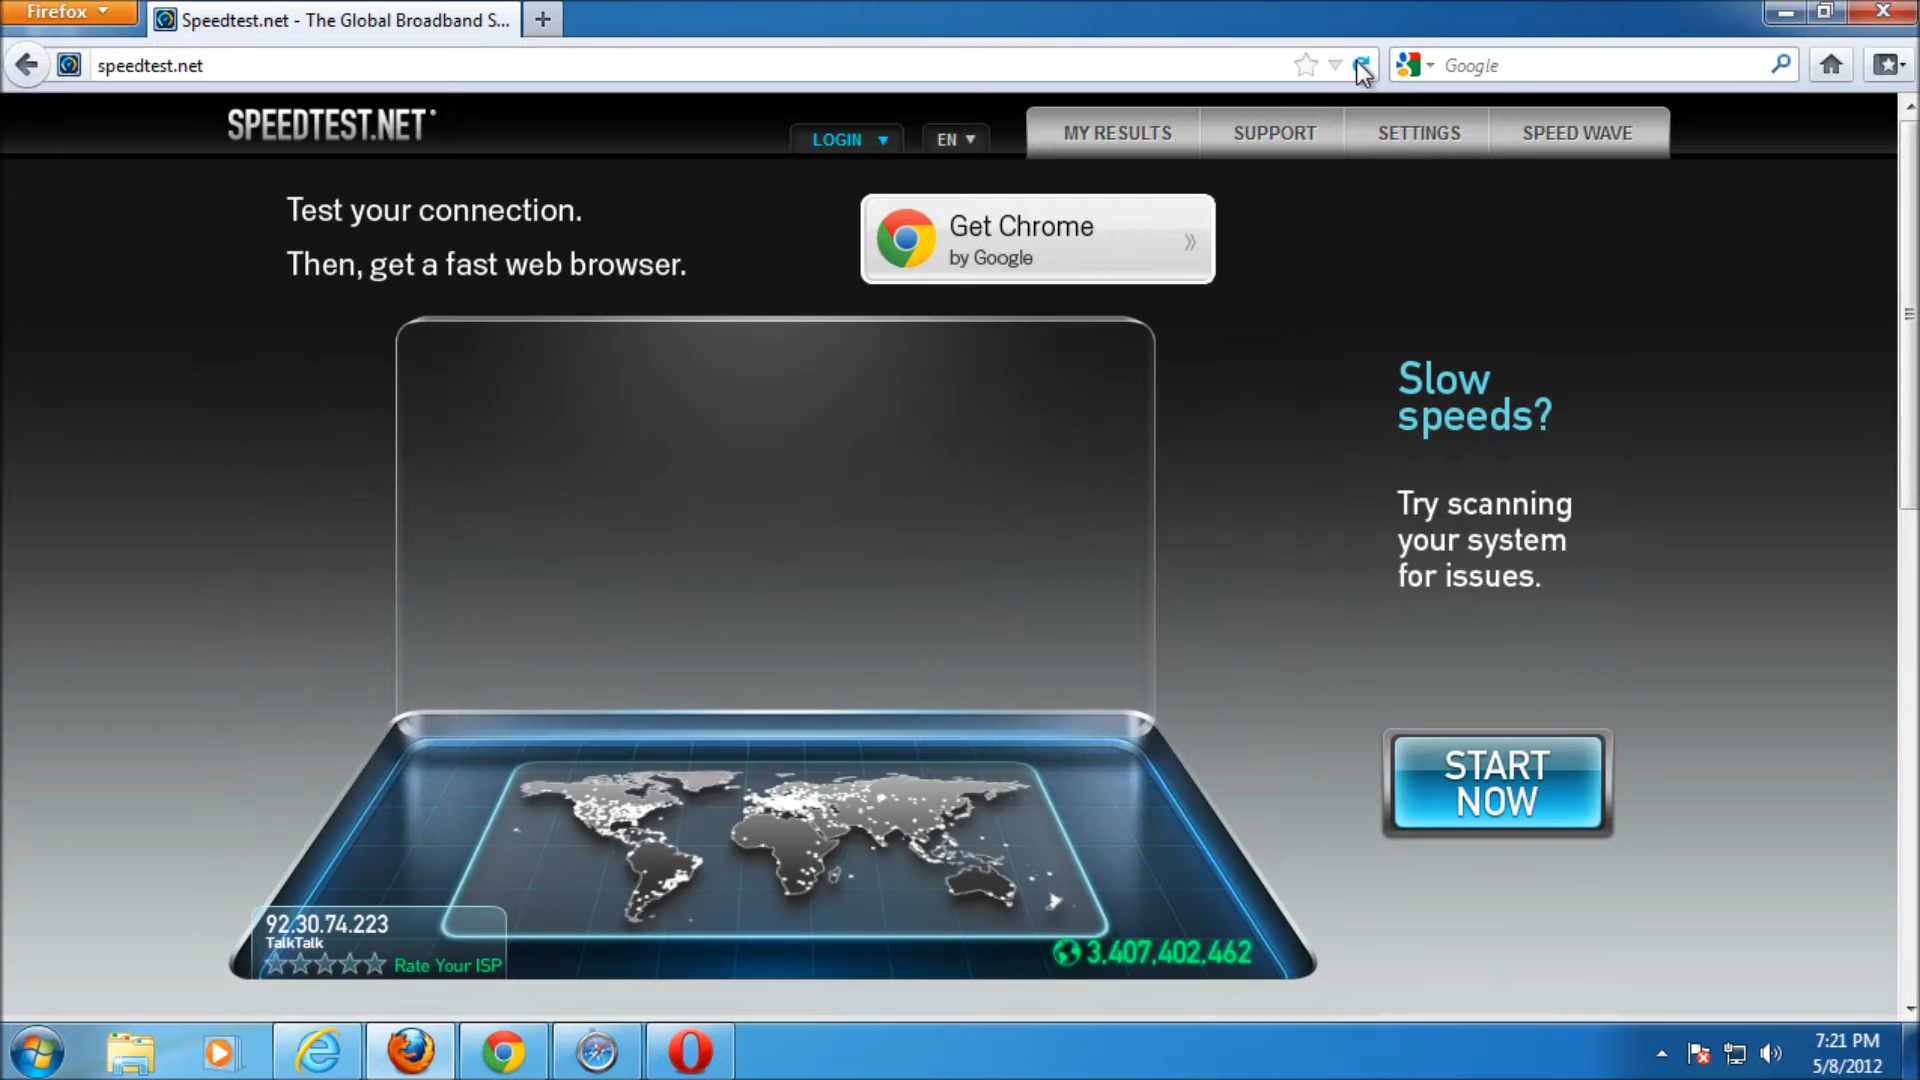 Firefox
Speedtest.net - The Global Broadband S...
speedtest.net
Google
SPEEDTEST.NET
LOGIN
EN
MY RESULTS
SUPPORT
SETTINGS
SPEED WAVE
Test your connection.
Then, get a fast web browser.
Get Chrome
by Google
Slow
speeds?
Try scanning
your system
for issues.
START
NOW
92.30.74.223
TalkTalk
Rate Your ISP
3,407,402,462
7:21 PM
5/8/2012